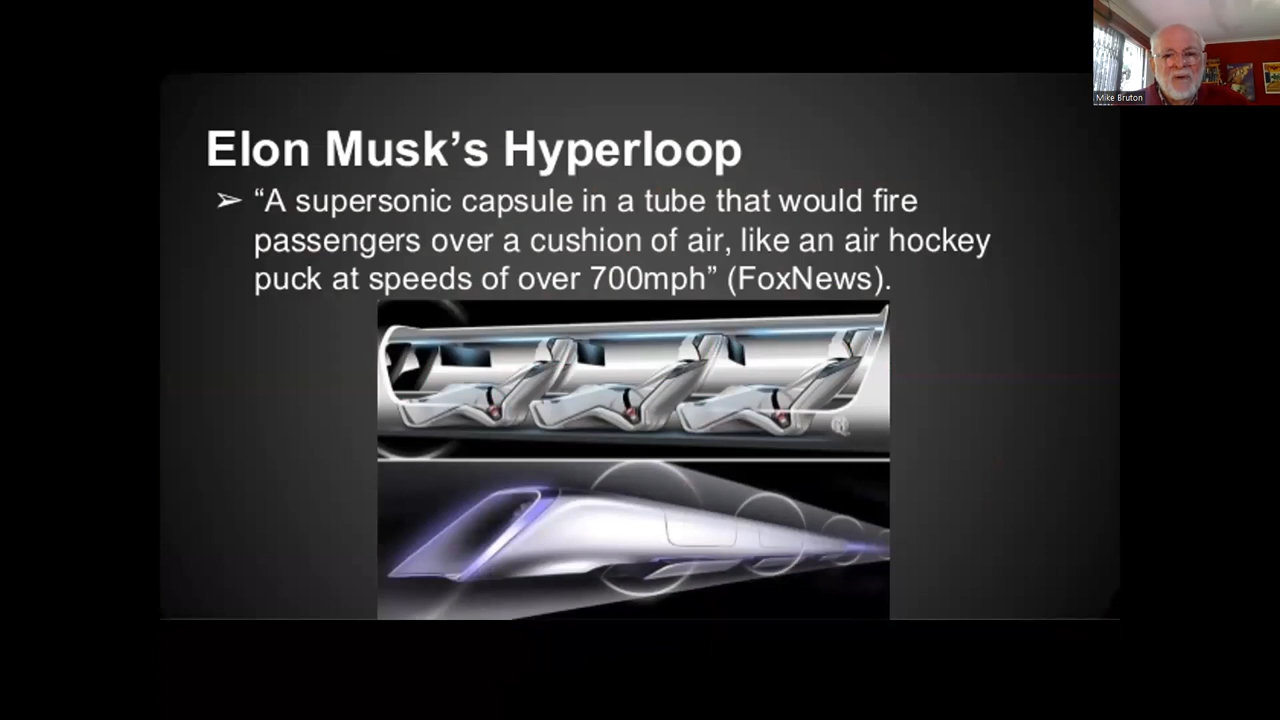 Elon Musk’s Hyperloop
➢ “A supersonic capsule in a tube that would fire
passengers over a cushion of air, like an air hockey
puck at speeds of over 700mph” (FoxNews).
Mike Bruton